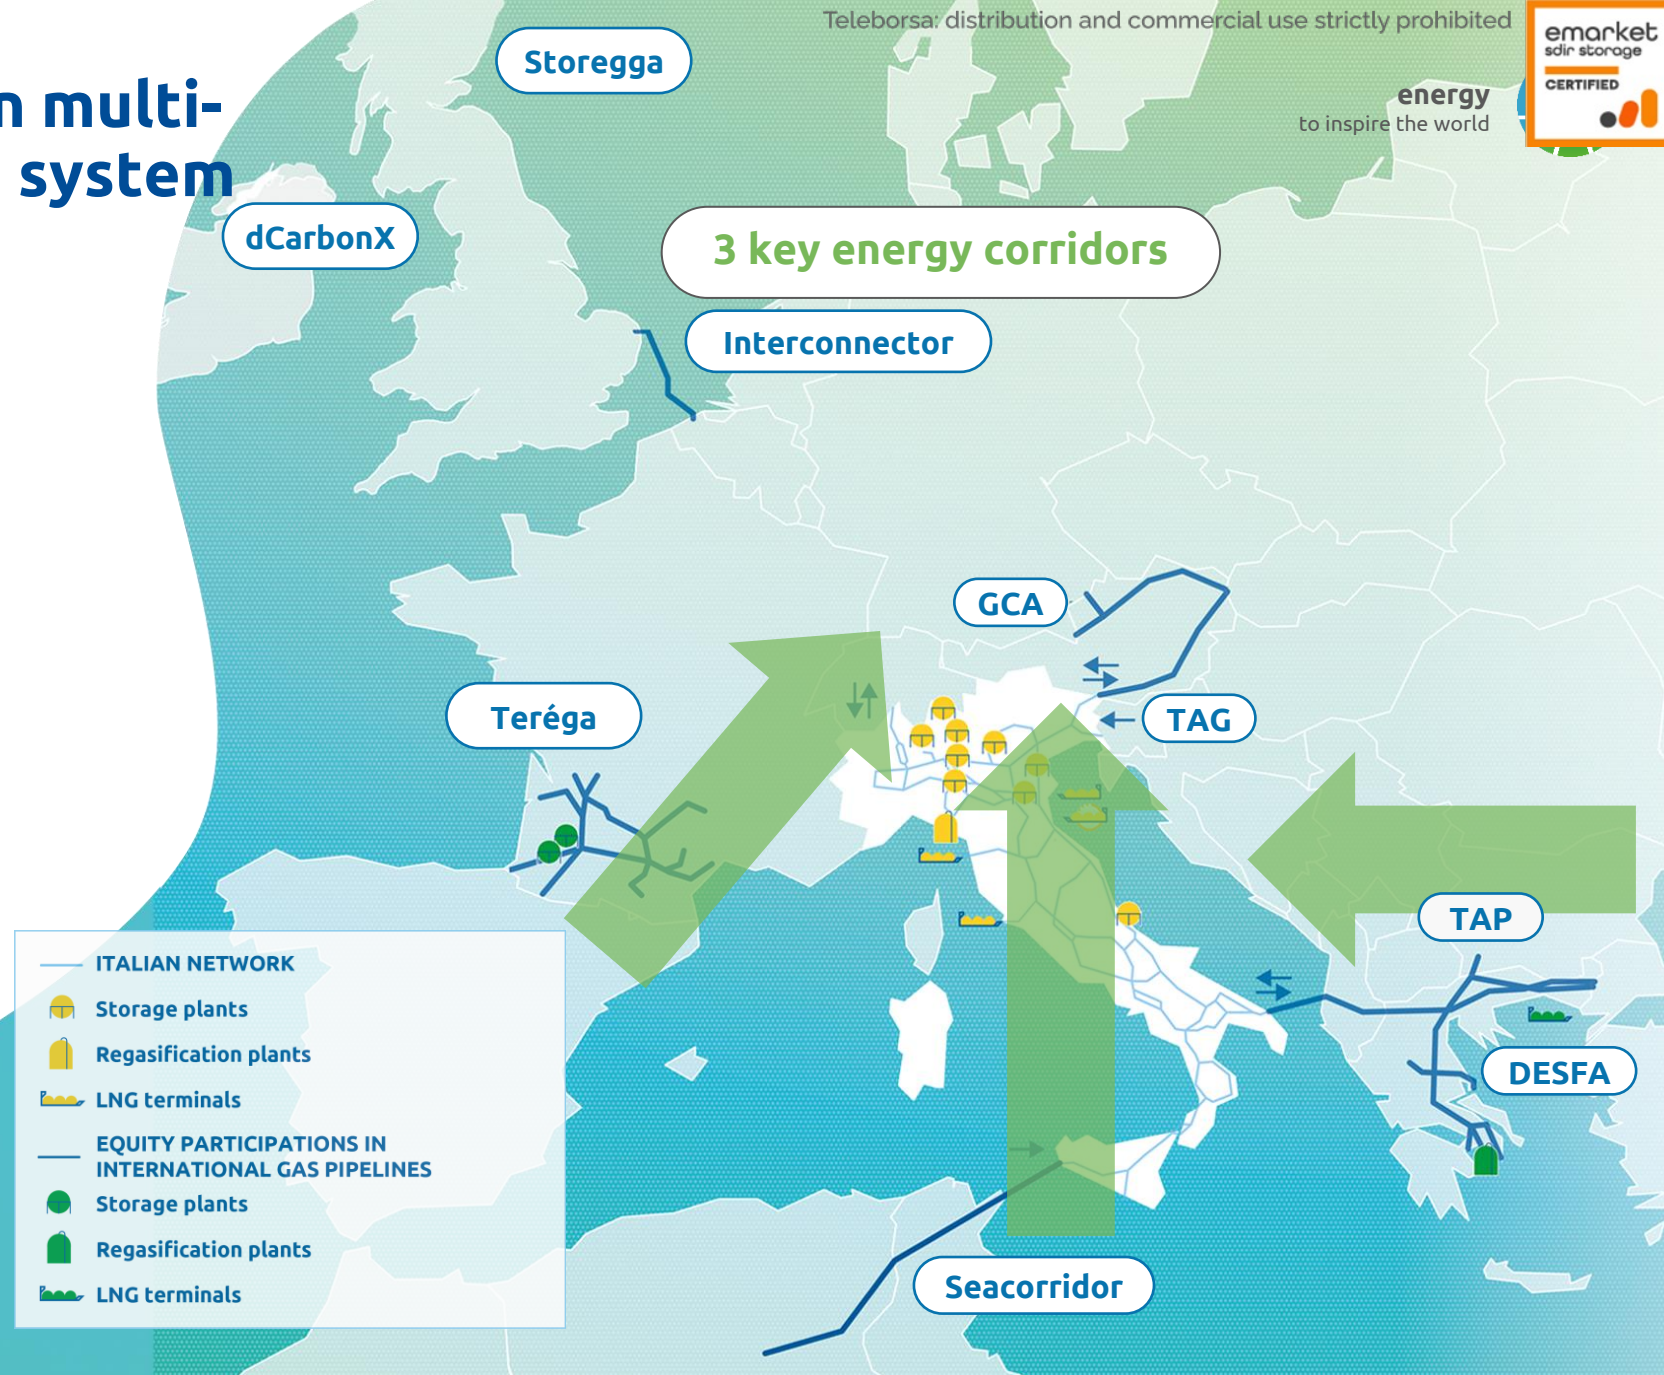 Teleborsa: distribution and commercial use strictly prohibited
emarket
sdir storage
CERTIFIED
energy
to inspire the world
n multi-
system
Storegga
dCarbonX
3 key energy corridors
Interconnector
GCA
TAG
Teréga
TAP
DESFA
Seacorridor
ITALIAN NETWORK
Storage plants
Regasification plants
LNG terminals
EQUITY PARTICIPATIONS IN
INTERNATIONAL GAS PIPELINES
Storage plants
Regasification plants
LNG terminals